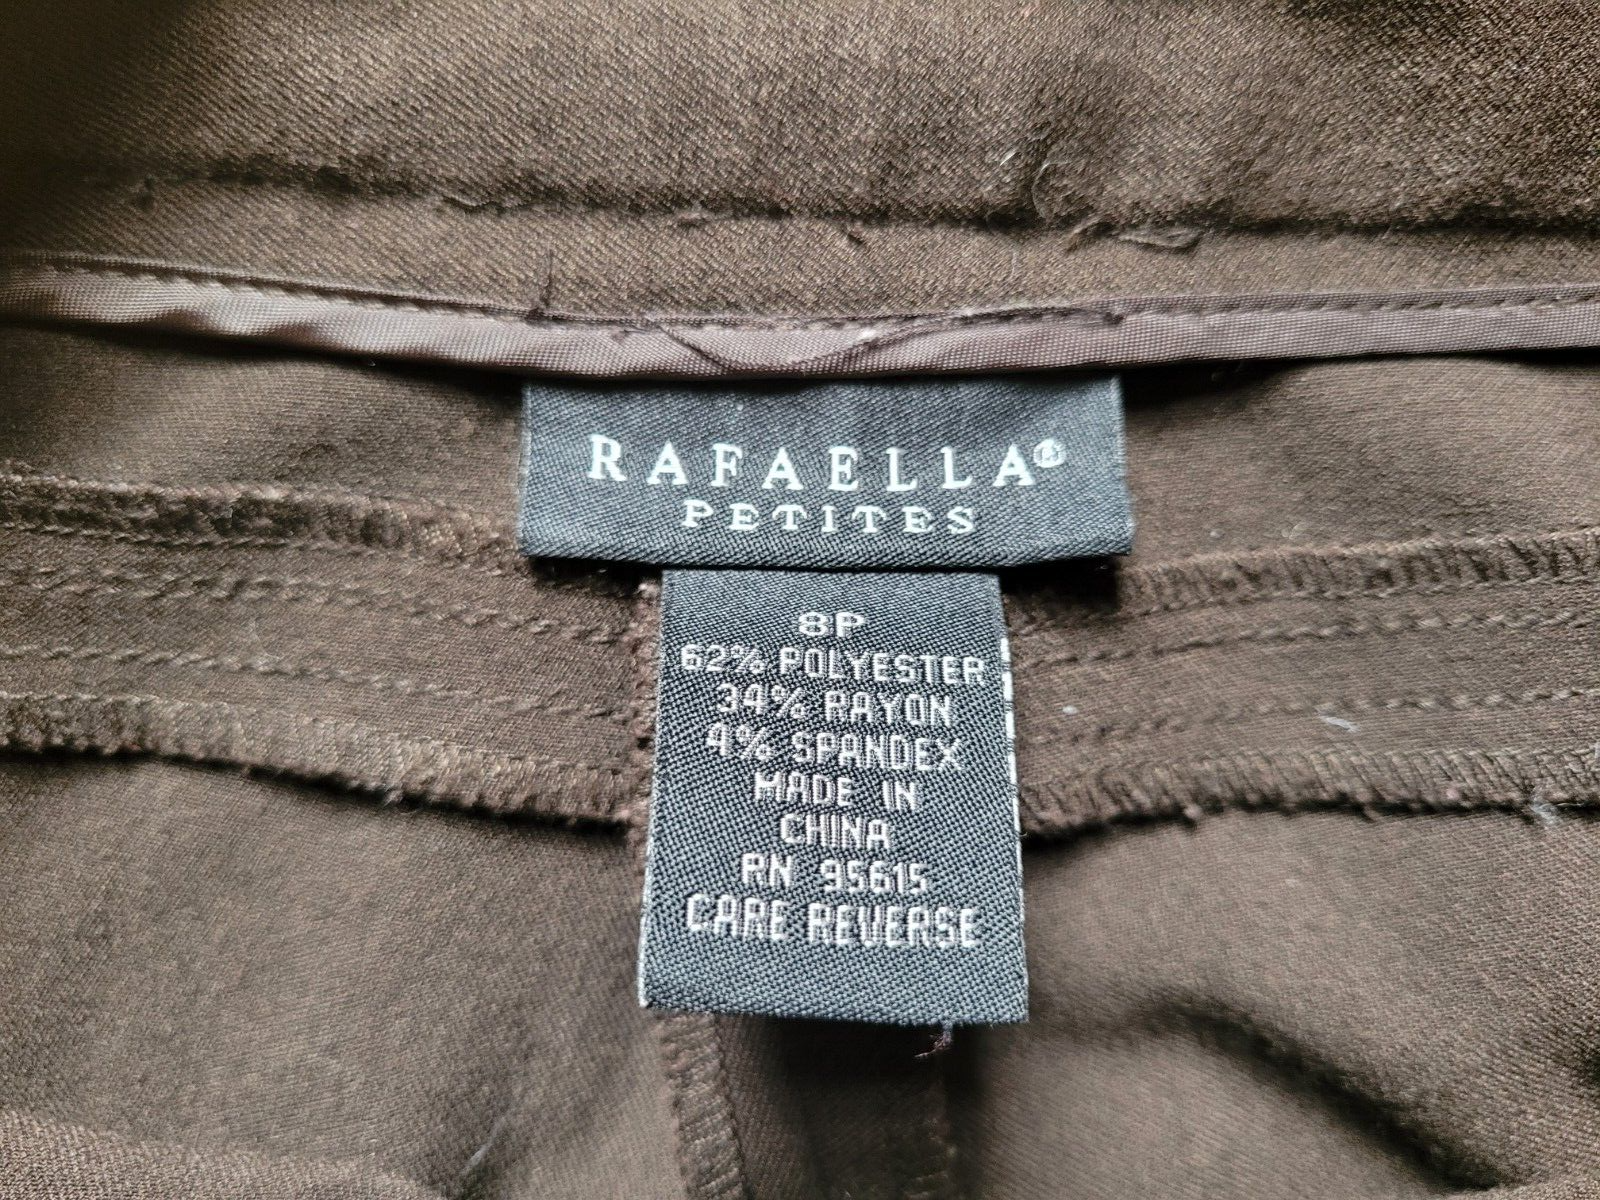 RAFAELLA®
PETITES
8P
62% POLYESTER
34% RAYON
4% SPANDEX
MADE IN
CHINA
RN 95615
CARE REVERSE